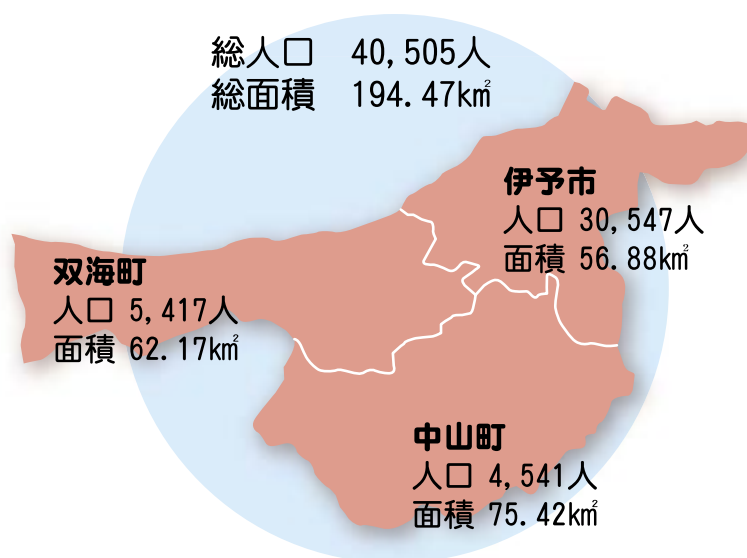 総人口 40,505人
総面積 194.47k㎡
伊予市
人口 30,547人
面積 56.88k㎡
双海町
人口 5,417人
面積 62.17k㎡
中山町
人口 4,541人
面積 75.42k㎡